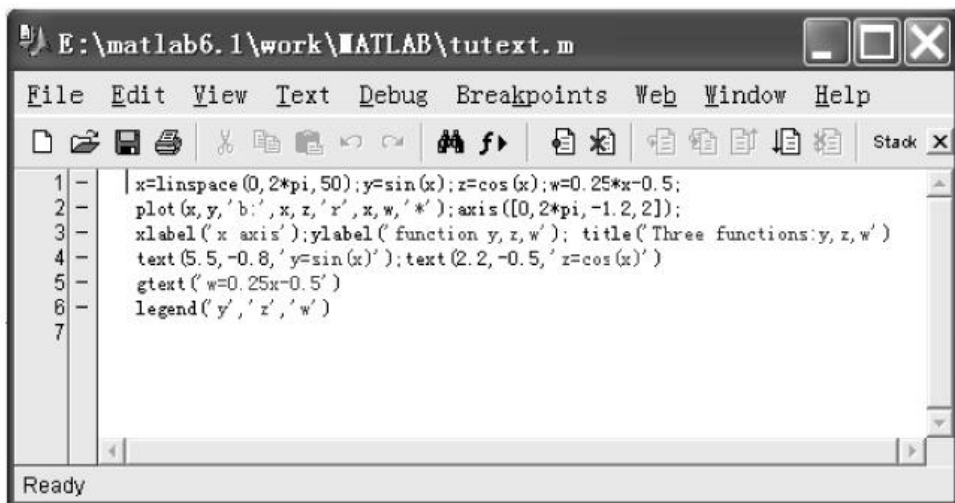 E:\matlab6.1\work\MATLAB\tutext.m
File Edit View Text Debug Breakpoints Web Window Help
Stack
1 - x=linspace(0,2*pi,50);y=sin(x);z=cos(x);w=0.25*x-0.5;
2 - plot(x,y,'b:',x,z,'r',x,w,'*');axis([0,2*pi,-1.2,2]);
3 - xlabel('x axis');ylabel('function y,z,w'); title('Three functions:y,z,w')
4 - text(5.5,-0.8,'y=sin(x)');text(2.2,-0.5,'z=cos(x)')
5 - gtext('w=0.25x-0.5')
6 - legend('y','z','w')
7
Ready